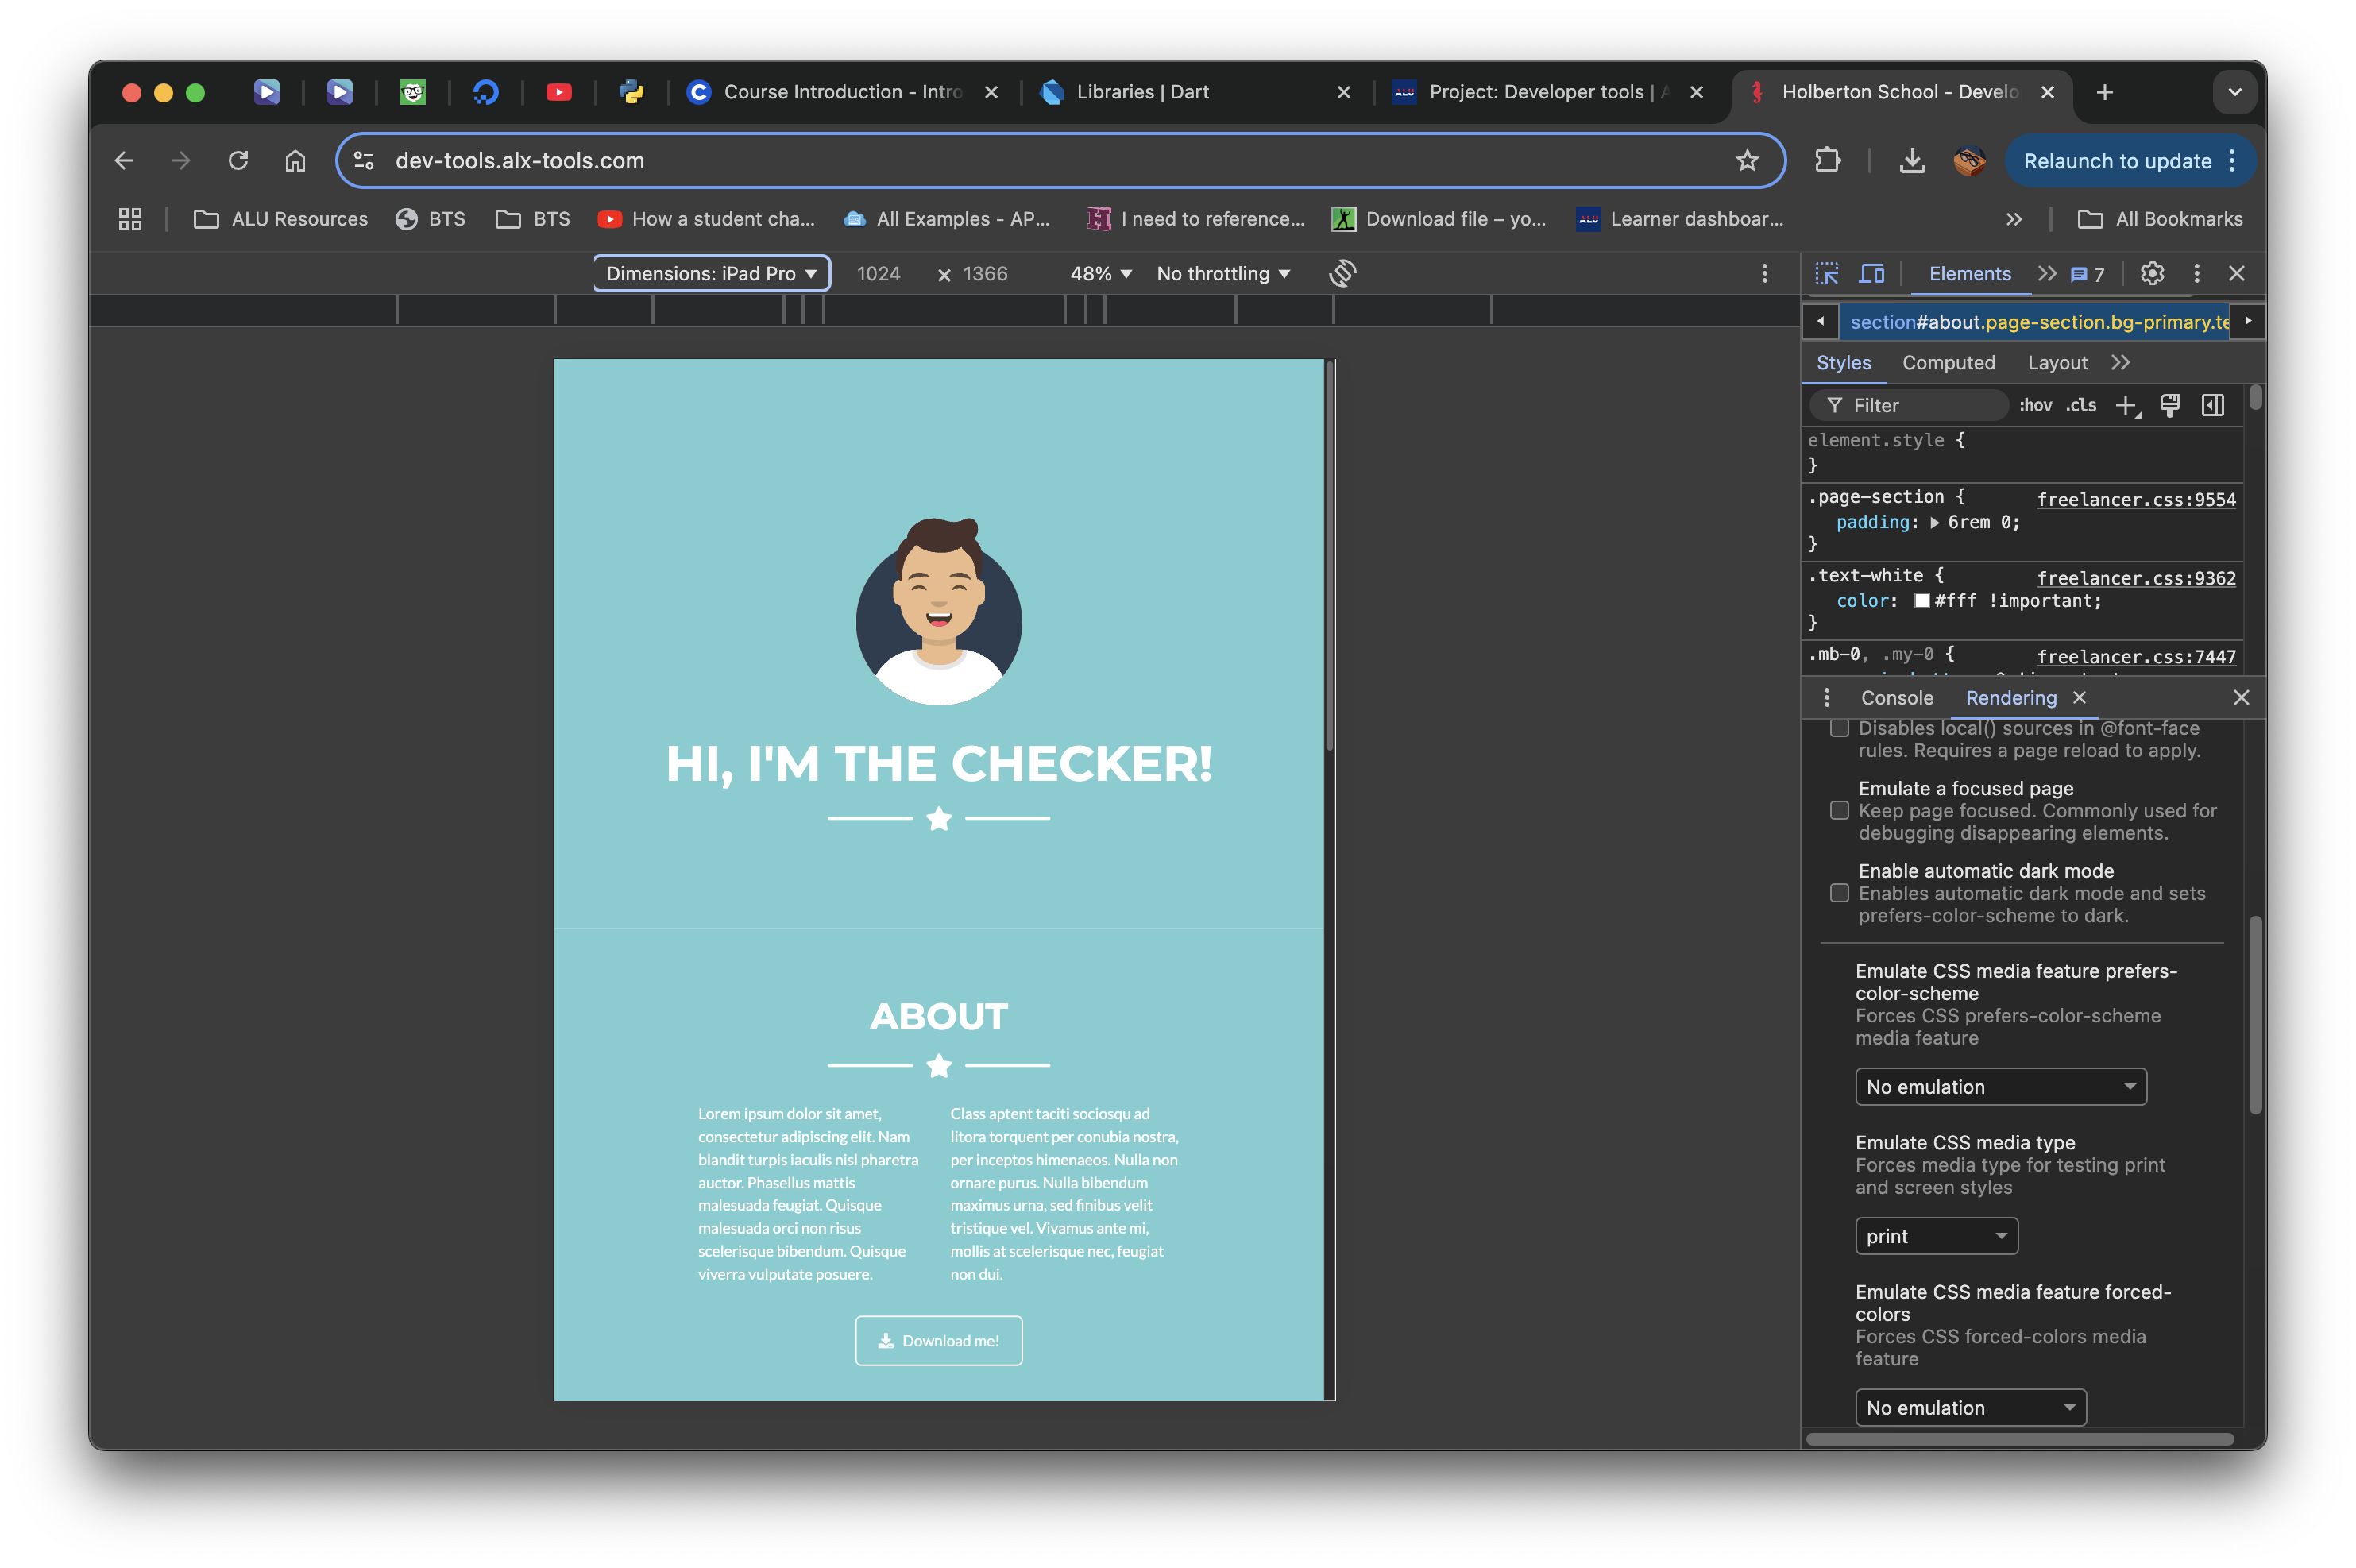 Course Introduction - Intro
Libraries | Dart
ALU
Project: Developer tools | A
Holberton School - Develo
dev-tools.alx-tools.com
Relaunch to update
ALU Resources
BTS
BTS
How a student cha...
All Examples - AP...
I need to reference...
Download file – yo...
ALU
Learner dashboar...
All Bookmarks
Dimensions: iPad Pro
1024
× 1366
48%
No throttling
Elements
7
section#about.page-section.bg-primary.te
Styles
Computed
Layout
Filter
:hov
.cls
element.style {
}
.page-section {
freelancer.css:9554
padding: 6rem 0;
}
.text-white {
freelancer.css:9362
color: #fff !important;
}
.mb-0, .my-0 {
freelancer.css:7447
HI, I'M THE CHECKER!
ABOUT
Lorem ipsum dolor sit amet,
consectetur adipiscing elit. Nam
blandit turpis iaculis nisl pharetra
auctor. Phasellus mattis
malesuada feugiat. Quisque
malesuada orci non risus
scelerisque bibendum. Quisque
viverra vulputate posuere.
Class aptent taciti sociosqu ad
litora torquent per conubia nostra,
per inceptos himenaeos. Nulla non
ornare purus. Nulla bibendum
maximus urna, sed finibus velit
tristique vel. Vivamus ante mi,
mollis at scelerisque nec, feugiat
non dui.
Download me!
Console
Rendering
Disables local() sources in @font-face
rules. Requires a page reload to apply.
Emulate a focused page
Keep page focused. Commonly used for
debugging disappearing elements.
Enable automatic dark mode
Enables automatic dark mode and sets
prefers-color-scheme to dark.
Emulate CSS media feature prefers-
color-scheme
Forces CSS prefers-color-scheme
media feature
No emulation
Emulate CSS media type
Forces media type for testing print
and screen styles
print
Emulate CSS media feature forced-
colors
Forces CSS forced-colors media
feature
No emulation